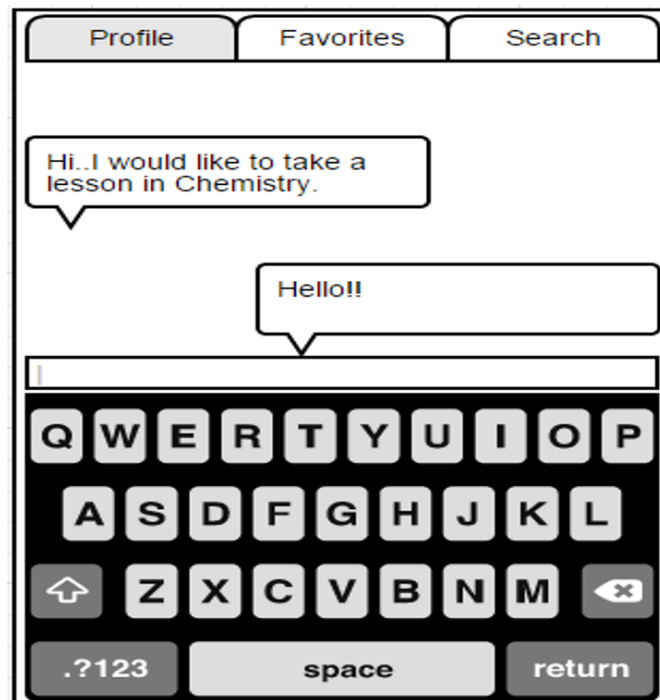 Profile Favorites Search
Hi..I would like to take a
lesson in Chemistry.
Hello!!
Q W E R T Y U I O P
A S D F G H J K L
Z X C V B N M
.?123 space return